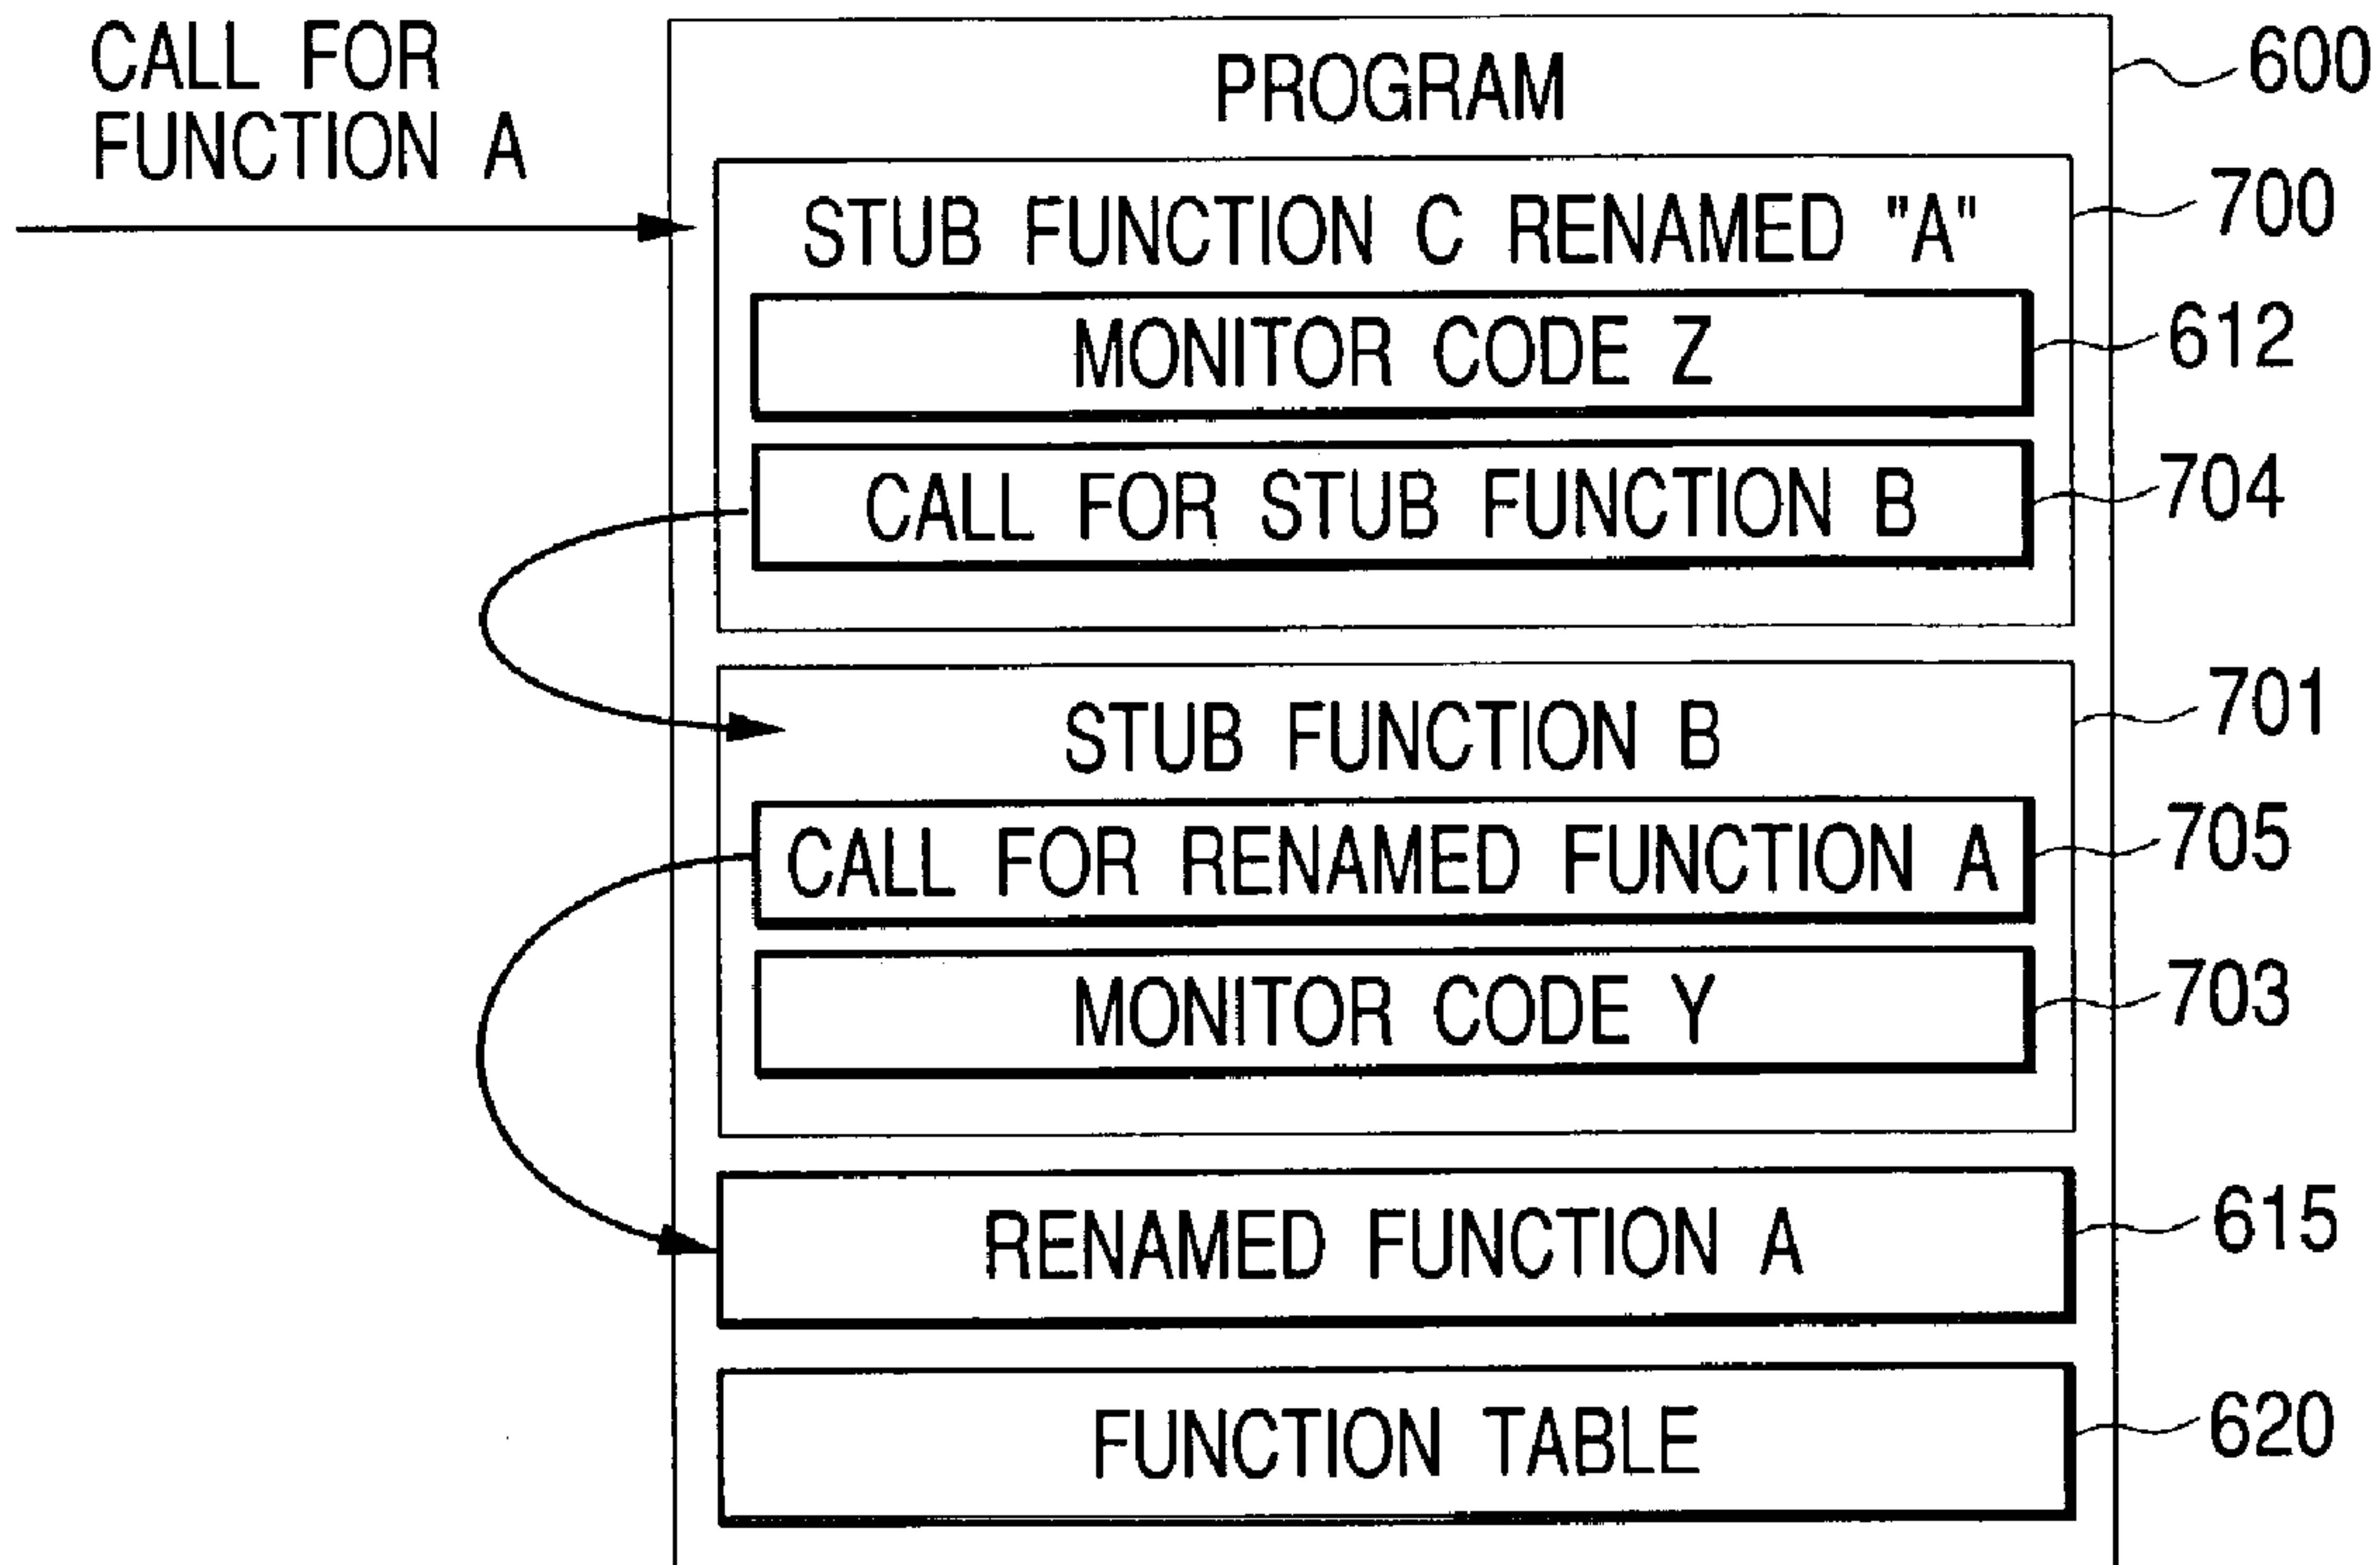 CALL FOR
FUNCTION A
PROGRAM
600
STUB FUNCTION C RENAMED "A"
700
MONITOR CODE Z
612
CALL FOR STUB FUNCTION B
704
STUB FUNCTION B
701
CALL FOR RENAMED FUNCTION A
705
MONITOR CODE Y
703
RENAMED FUNCTION A
615
FUNCTION TABLE
620